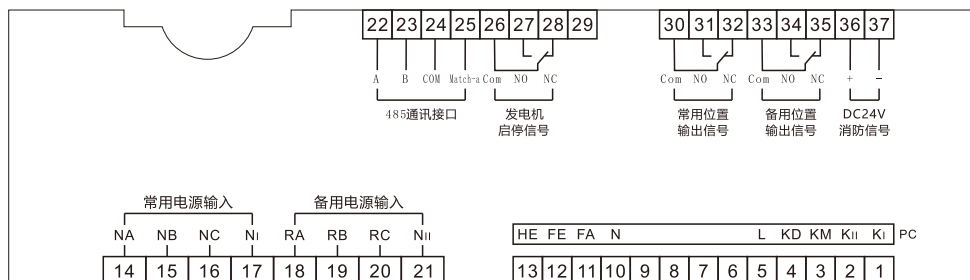 22 23 24 25 26 27 28 29 30 31 32 33 34 35 36 37
A B COM Match-a Com NO NC Com NO NC Com NO NC + −
485通讯接口 发电机 常用位置 备用位置 DC24V
启停信号 输出信号 输出信号 消防信号
常用电源输入 备用电源输入
NA NB NC NI RA RB RC NII HE FE FA N L KD KM KII KI PC
14 15 16 17 18 19 20 21 13 12 11 10 9 8 7 6 5 4 3 2 1